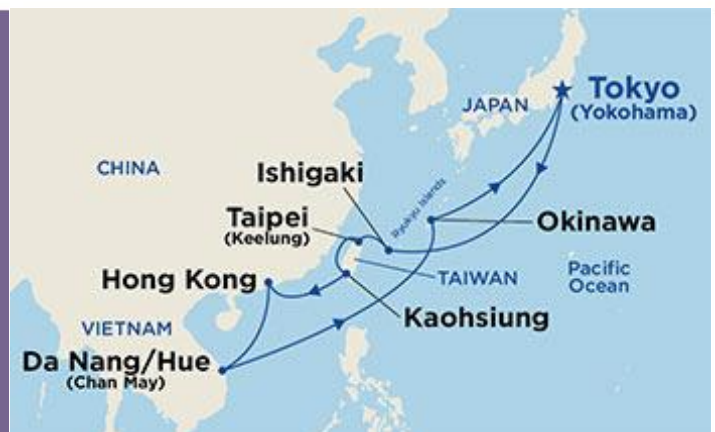 Tokyo
(Yokohama)
JAPAN
CHINA
Ishigaki
Ryukyu Islands
Taipei
(Keelung)
Okinawa
Hong Kong
TAIWAN
Pacific
Ocean
Kaohsiung
VIETNAM
Da Nang/Hue
(Chan May)